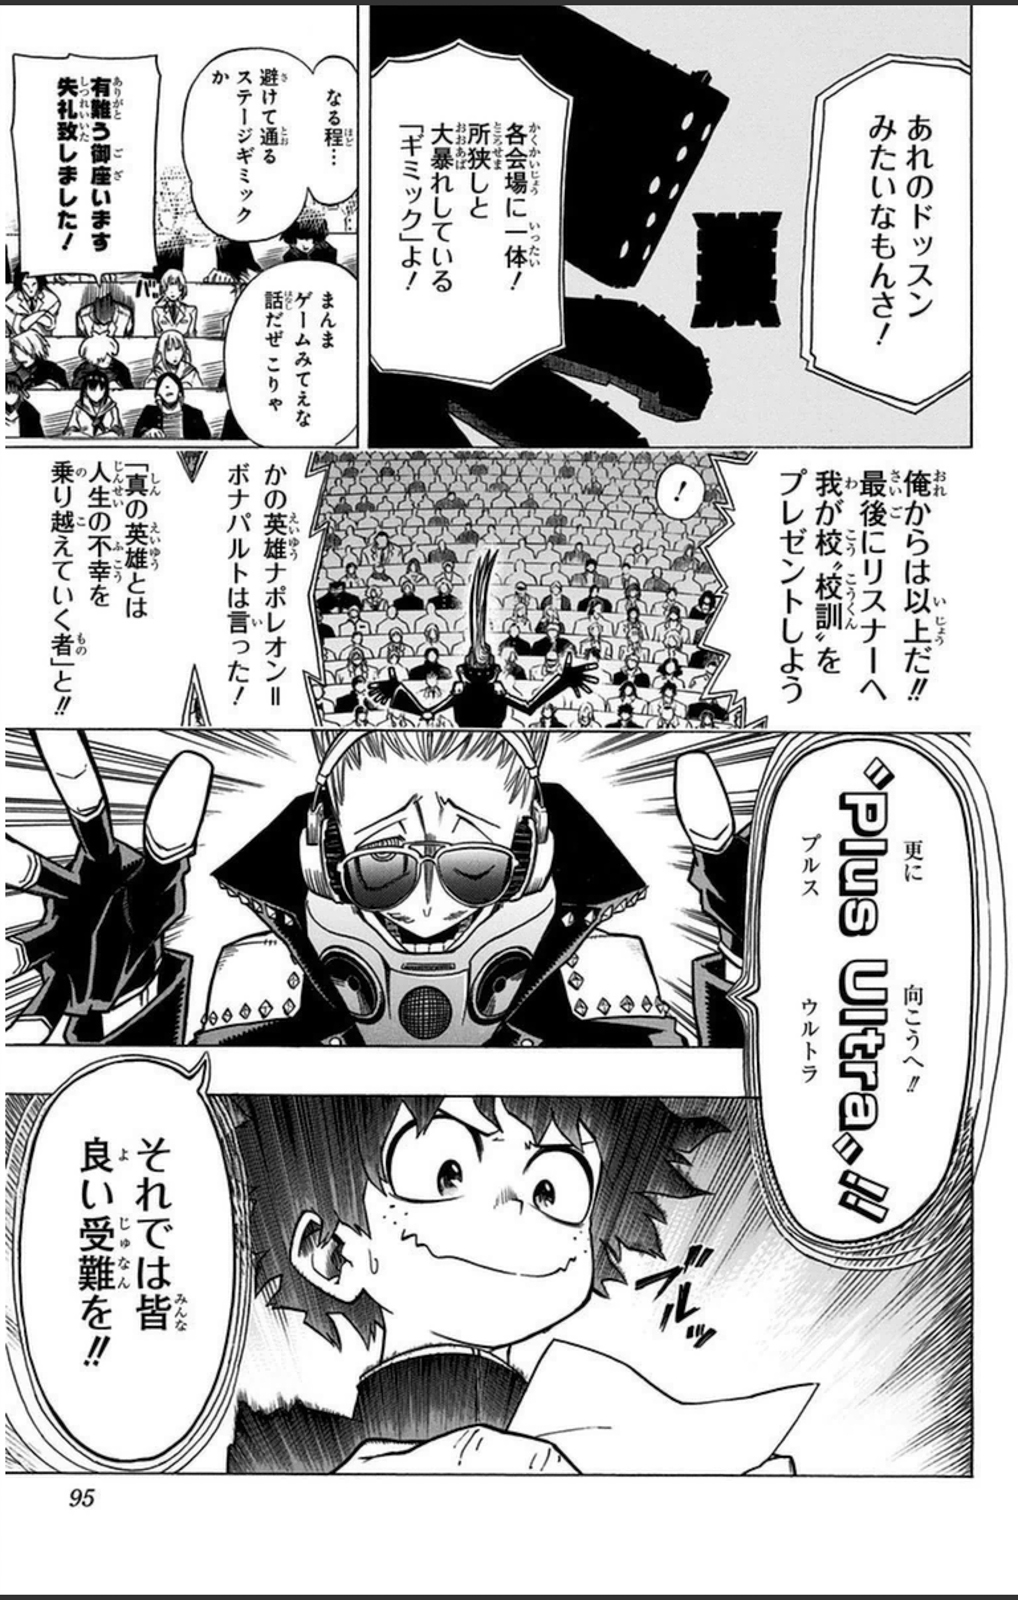 あれのドッスン
みたいなもんさ！
各会場に一体！
所狭しと
大暴れしている
「ギミック」よ！
なる程…
避けて通る
ステージギミック
か
有難う御座います
失礼致しました！
バッ
まんま
ゲームみてえな
話だぜ こりゃ
俺からは以上だ!!
最後にリスナーへ
我が校“校訓”を
プレゼントしよう
！
かの英雄ナポレオン＝
ボナパルトは言った！
「真の英雄とは
人生の不幸を
乗り越えていく者」と!!
更に 向こうへ!!
“Plus Ultra”!!
プルス ウルトラ
それでは皆
良い受難を!!
ブルッ
95